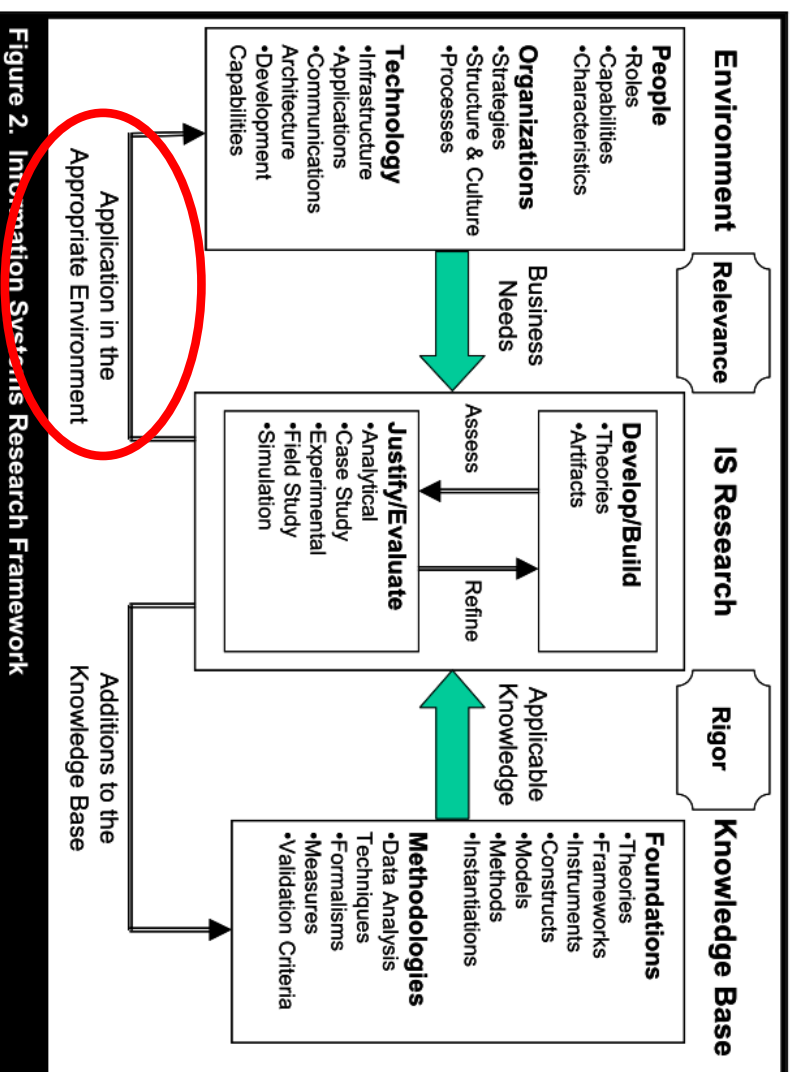 Environment
Relevance
IS Research
Rigor
Knowledge Base
People
•Roles
•Capabilities
•Characteristics
Organizations
•Strategies
•Structure & Culture
•Processes
Technology
•Infrastructure
•Applications
•Communications
Architecture
•Development
Capabilities
Business
Needs
Develop/Build
•Theories
•Artifacts
Assess
Refine
Justify/Evaluate
•Analytical
•Case Study
•Experimental
•Field Study
•Simulation
Applicable
Knowledge
Foundations
•Theories
•Frameworks
•Instruments
•Constructs
•Models
•Methods
•Instantiations
Methodologies
•Data Analysis
Techniques
•Formalisms
•Measures
•Validation Criteria
Application in the
Appropriate Environment
Additions to the
Knowledge Base
Figure 2. Information Systems Research Framework